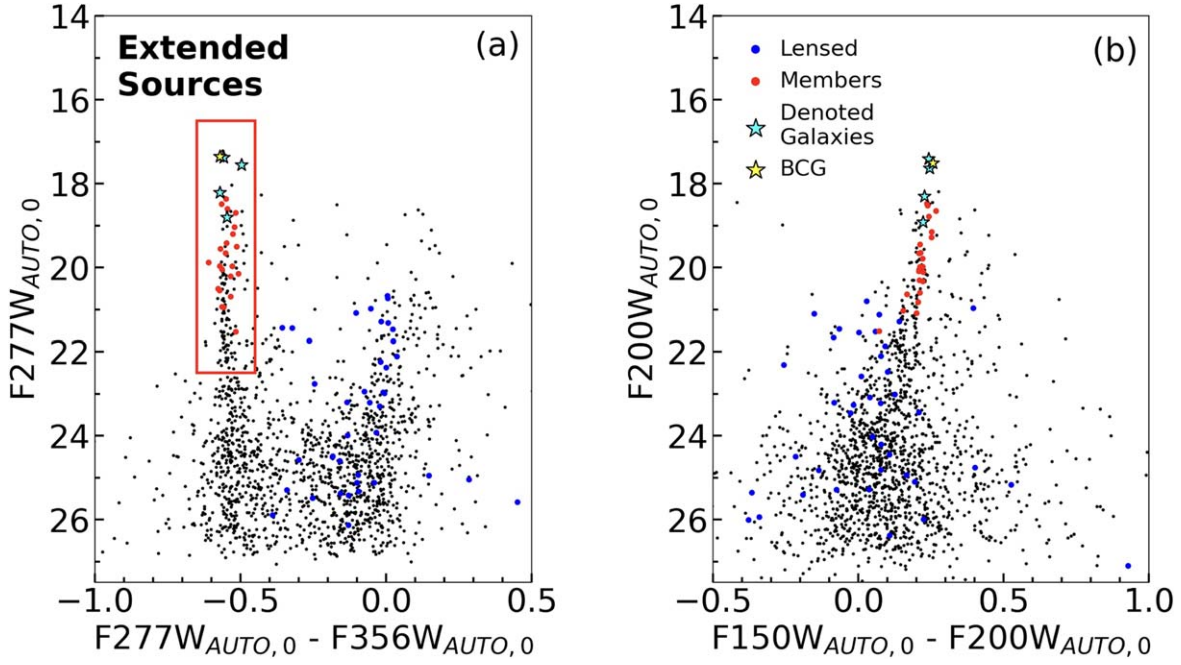 Extended
Sources
(a)
14
16
18
20
22
24
26
F277W_AUTO,0
−1.0
−0.5
0.0
0.5
F277W_AUTO,0 - F356W_AUTO,0
(b)
Lensed
Members
Denoted
Galaxies
BCG
14
16
18
20
22
24
26
F200W_AUTO,0
−0.5
0.0
0.5
1.0
F150W_AUTO,0 - F200W_AUTO,0